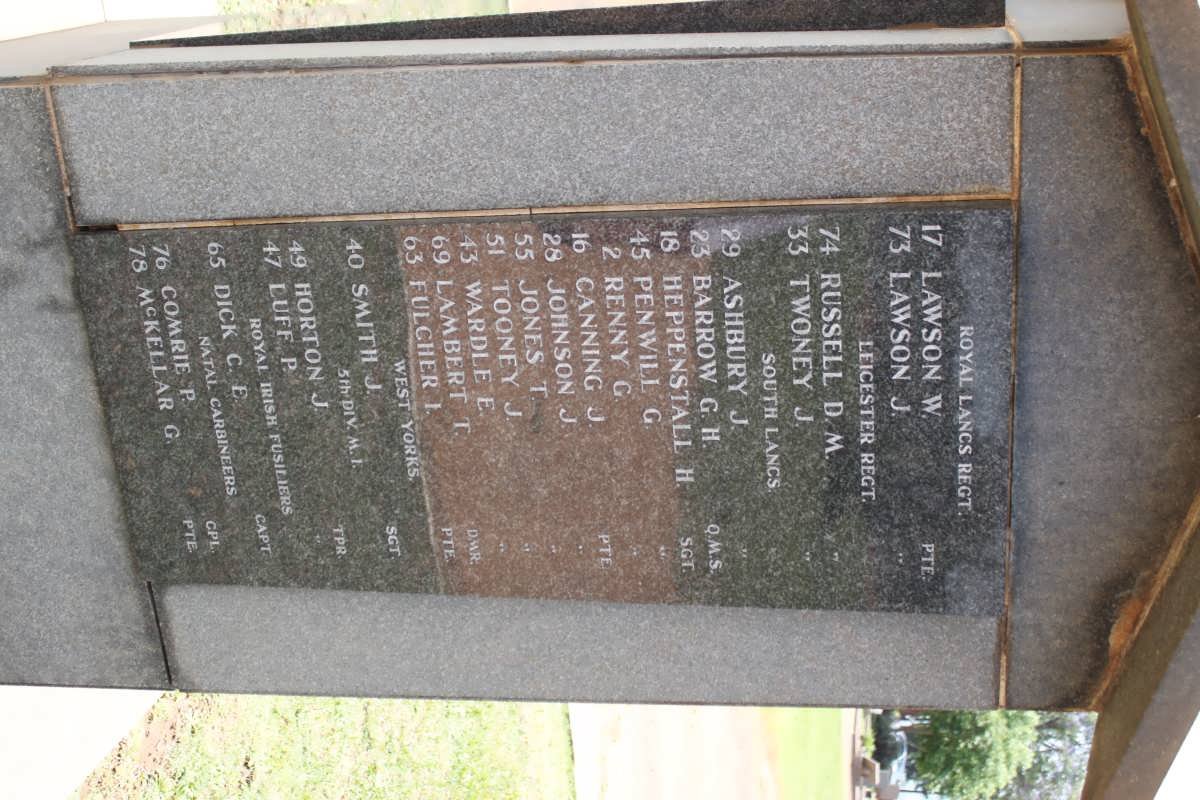 ROYAL LANCS REGT.
17 LAWSON W. PTE.
73 LAWSON J. "
LEICESTER REGT.
74 RUSSELL D M "
33 TWONEY J "
SOUTH LANCS.
29 ASHBURY J "
23 BARROW G H Q.M.S.
18 HEPPENSTALL H. SGT
45 PENWILL G "
2 RENNY G "
16 CANNING J PTE
28 JOHNSON J "
55 JONES T. "
51 TOONEY J. "
43 WARDLE E "
69 LAMBERT T. DMR.
63 FULCHER I. PTE.
WEST YORKS.
40 SMITH J. SGT
5th DIV. M. I.
49 HORTON J TPR.
47 LUFF P. "
ROYAL IRISH FUSILIERS
65 DICK C. E. CAPT.
NATAL CARBINEERS
76 COMRIE P. CPL.
78 McKELLAR G PTE.